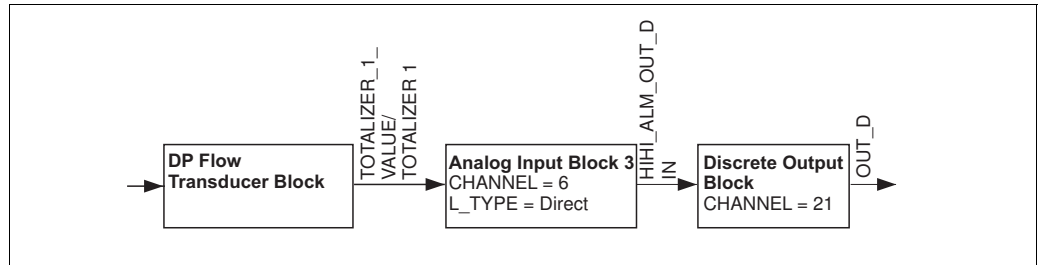 DP Flow
Transducer Block
TOTALIZER_1_
VALUE/
TOTALIZER 1
Analog Input Block 3
CHANNEL = 6
L_TYPE = Direct
HIHI_ALM_OUT_D
IN
Discrete Output
Block
CHANNEL = 21
OUT_D